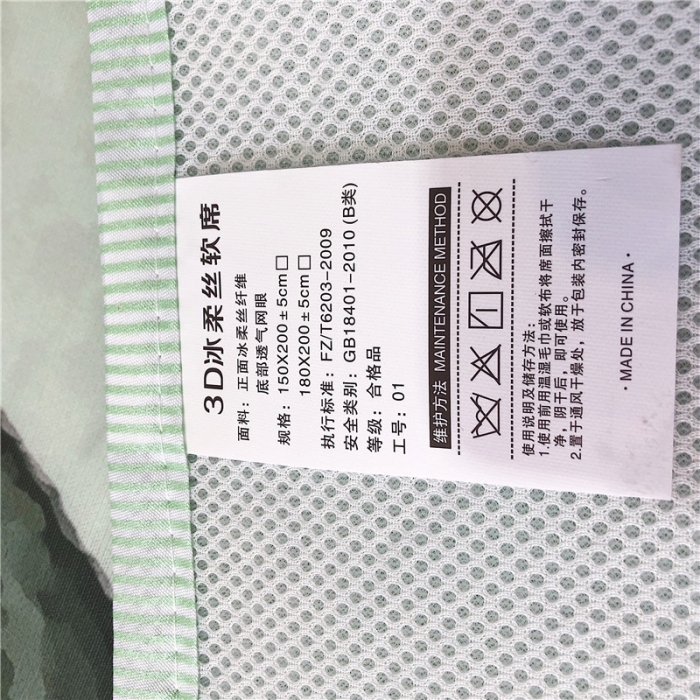 3D冰柔丝软席
面料：正面冰柔丝纤维
底部透气网眼
规格：150X200±5cm□
180X200±5cm□
执行标准：FZ/T6203-2009
安全类别：GB18401-2010 (B类)
等级：合格品
工号：01
维护方法 MAINTENANCE METHOD
使用说明及储存方法：
1.使用前用温湿毛巾或软布将席面擦拭干
净，阴干后，即可使用。
2.置于通风干燥处，放于包装内密封保存。
·MADE IN CHINA·